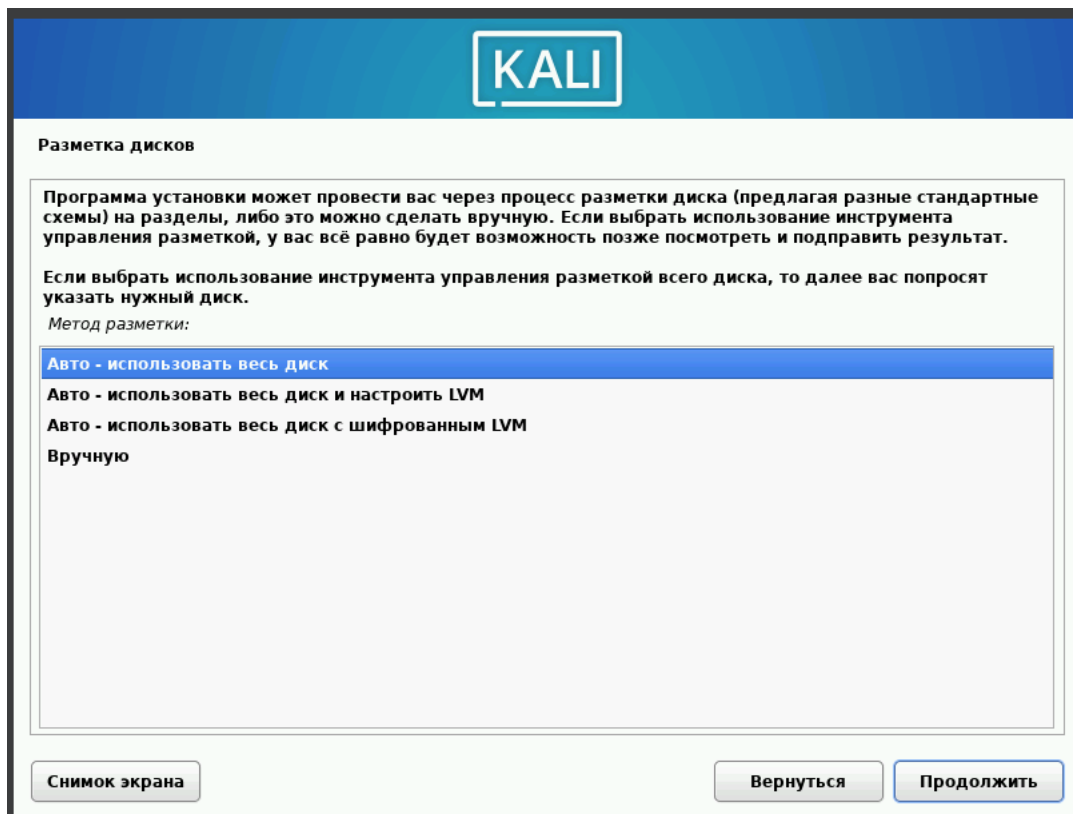 KALI
Разметка дисков
Программа установки может провести вас через процесс разметки диска (предлагая разные стандартные
схемы) на разделы, либо это можно сделать вручную. Если выбрать использование инструмента
управления разметкой, у вас всё равно будет возможность позже посмотреть и подправить результат.
Если выбрать использование инструмента управления разметкой всего диска, то далее вас попросят
указать нужный диск.
Метод разметки:
Авто - использовать весь диск
Авто - использовать весь диск и настроить LVM
Авто - использовать весь диск с шифрованным LVM
Вручную
Снимок экрана
Вернуться
Продолжить